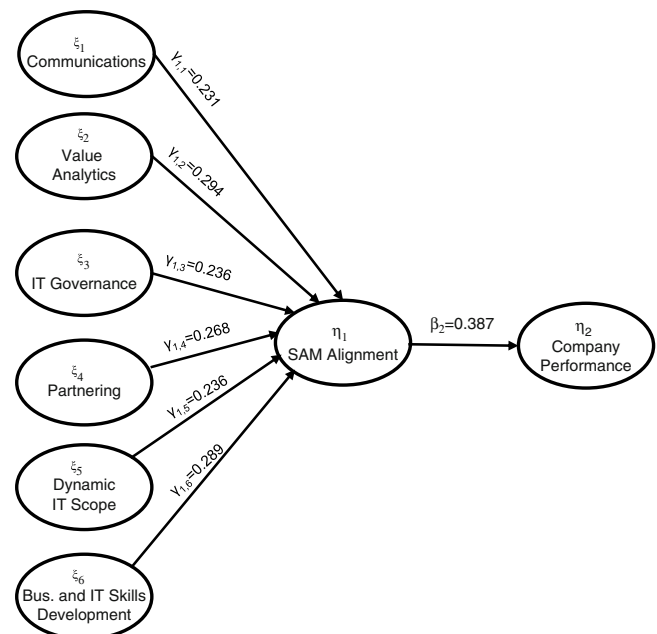 ξ1
Communications
γ1,1=0.231
ξ2
Value
Analytics
γ1,2=0.294
ξ3
IT Governance
γ1,3=0.236
ξ4
Partnering
γ1,4=0.268
ξ5
Dynamic
IT Scope
γ1,5=0.236
ξ6
Bus. and IT Skills
Development
γ1,6=0.289
η1
SAM Alignment
β2=0.387
η2
Company
Performance